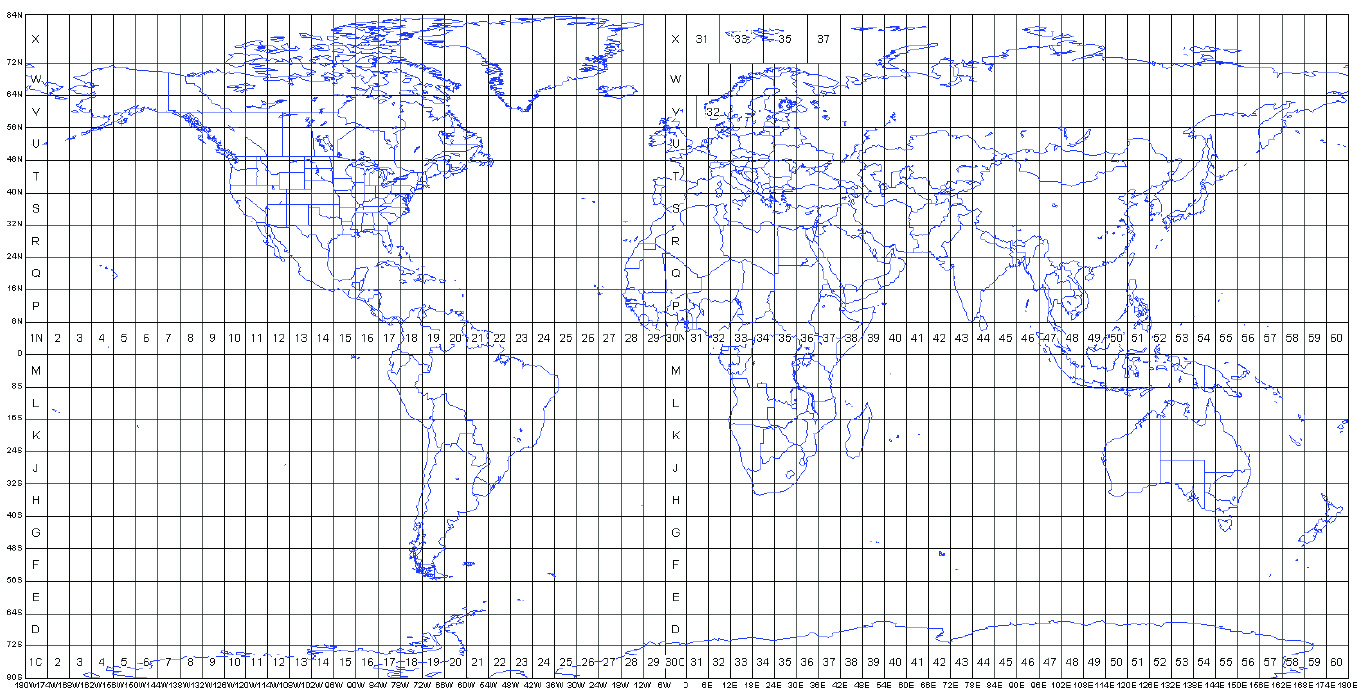 84N
X X 31 33 35 37
72N
W W
64N
V V 32
56N
U U
48N
T T
40N
S S
32N
R R
24N
Q Q
16N
P P
8N
1N 2 3 4 5 6 7 8 9 10 11 12 13 14 15 16 17 18 19 20 21 22 23 24 25 26 27 28 29 30N 31 32 33 34 35 36 37 38 39 40 41 42 43 44 45 46 47 48 49 50 51 52 53 54 55 56 57 58 59 60
0
M M
8S
L L
16S
K K
24S
J J
32S
H H
40S
G G
48S
F F
56S
E E
64S
D D
72S
1C 2 3 4 5 6 7 8 9 10 11 12 13 14 15 16 17 18 19 20 21 22 23 24 25 26 27 28 29 30C 31 32 33 34 35 36 37 38 39 40 41 42 43 44 45 46 47 48 49 50 51 52 53 54 55 56 57 58 59 60
80S
180W 174W 168W 162W 156W 150W 144W 138W 132W 126W 120W 114W 108W 102W 96W 90W 84W 78W 72W 66W 60W 54W 48W 42W 36W 30W 24W 18W 12W 6W 0 6E 12E 18E 24E 30E 36E 42E 48E 54E 60E 66E 72E 78E 84E 90E 96E 102E 108E 114E 120E 126E 132E 138E 144E 150E 156E 162E 168E 174E 180E